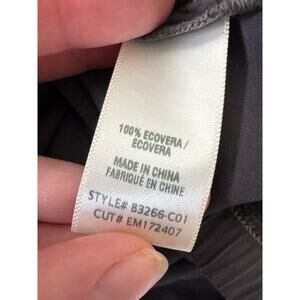 100% ECOVERA /
ECOVERA
MADE IN CHINA
FABRIQUÉ EN CHINE
STYLE# B3266-C01
CUT# EM172407